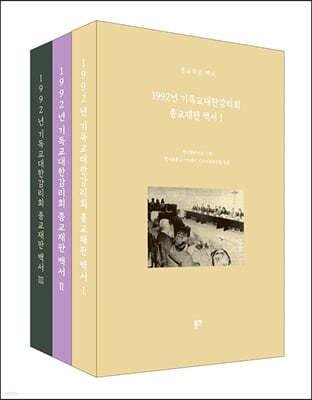 1992년 기독교대한감리회 종교재판 백서 Ⅲ
1992년 기독교대한감리회 종교재판 백서 Ⅱ
1992년 기독교대한감리회 종교재판 백서 Ⅰ
종교재판 백서
1992년 기독교대한감리회
종교재판 백서 Ⅰ